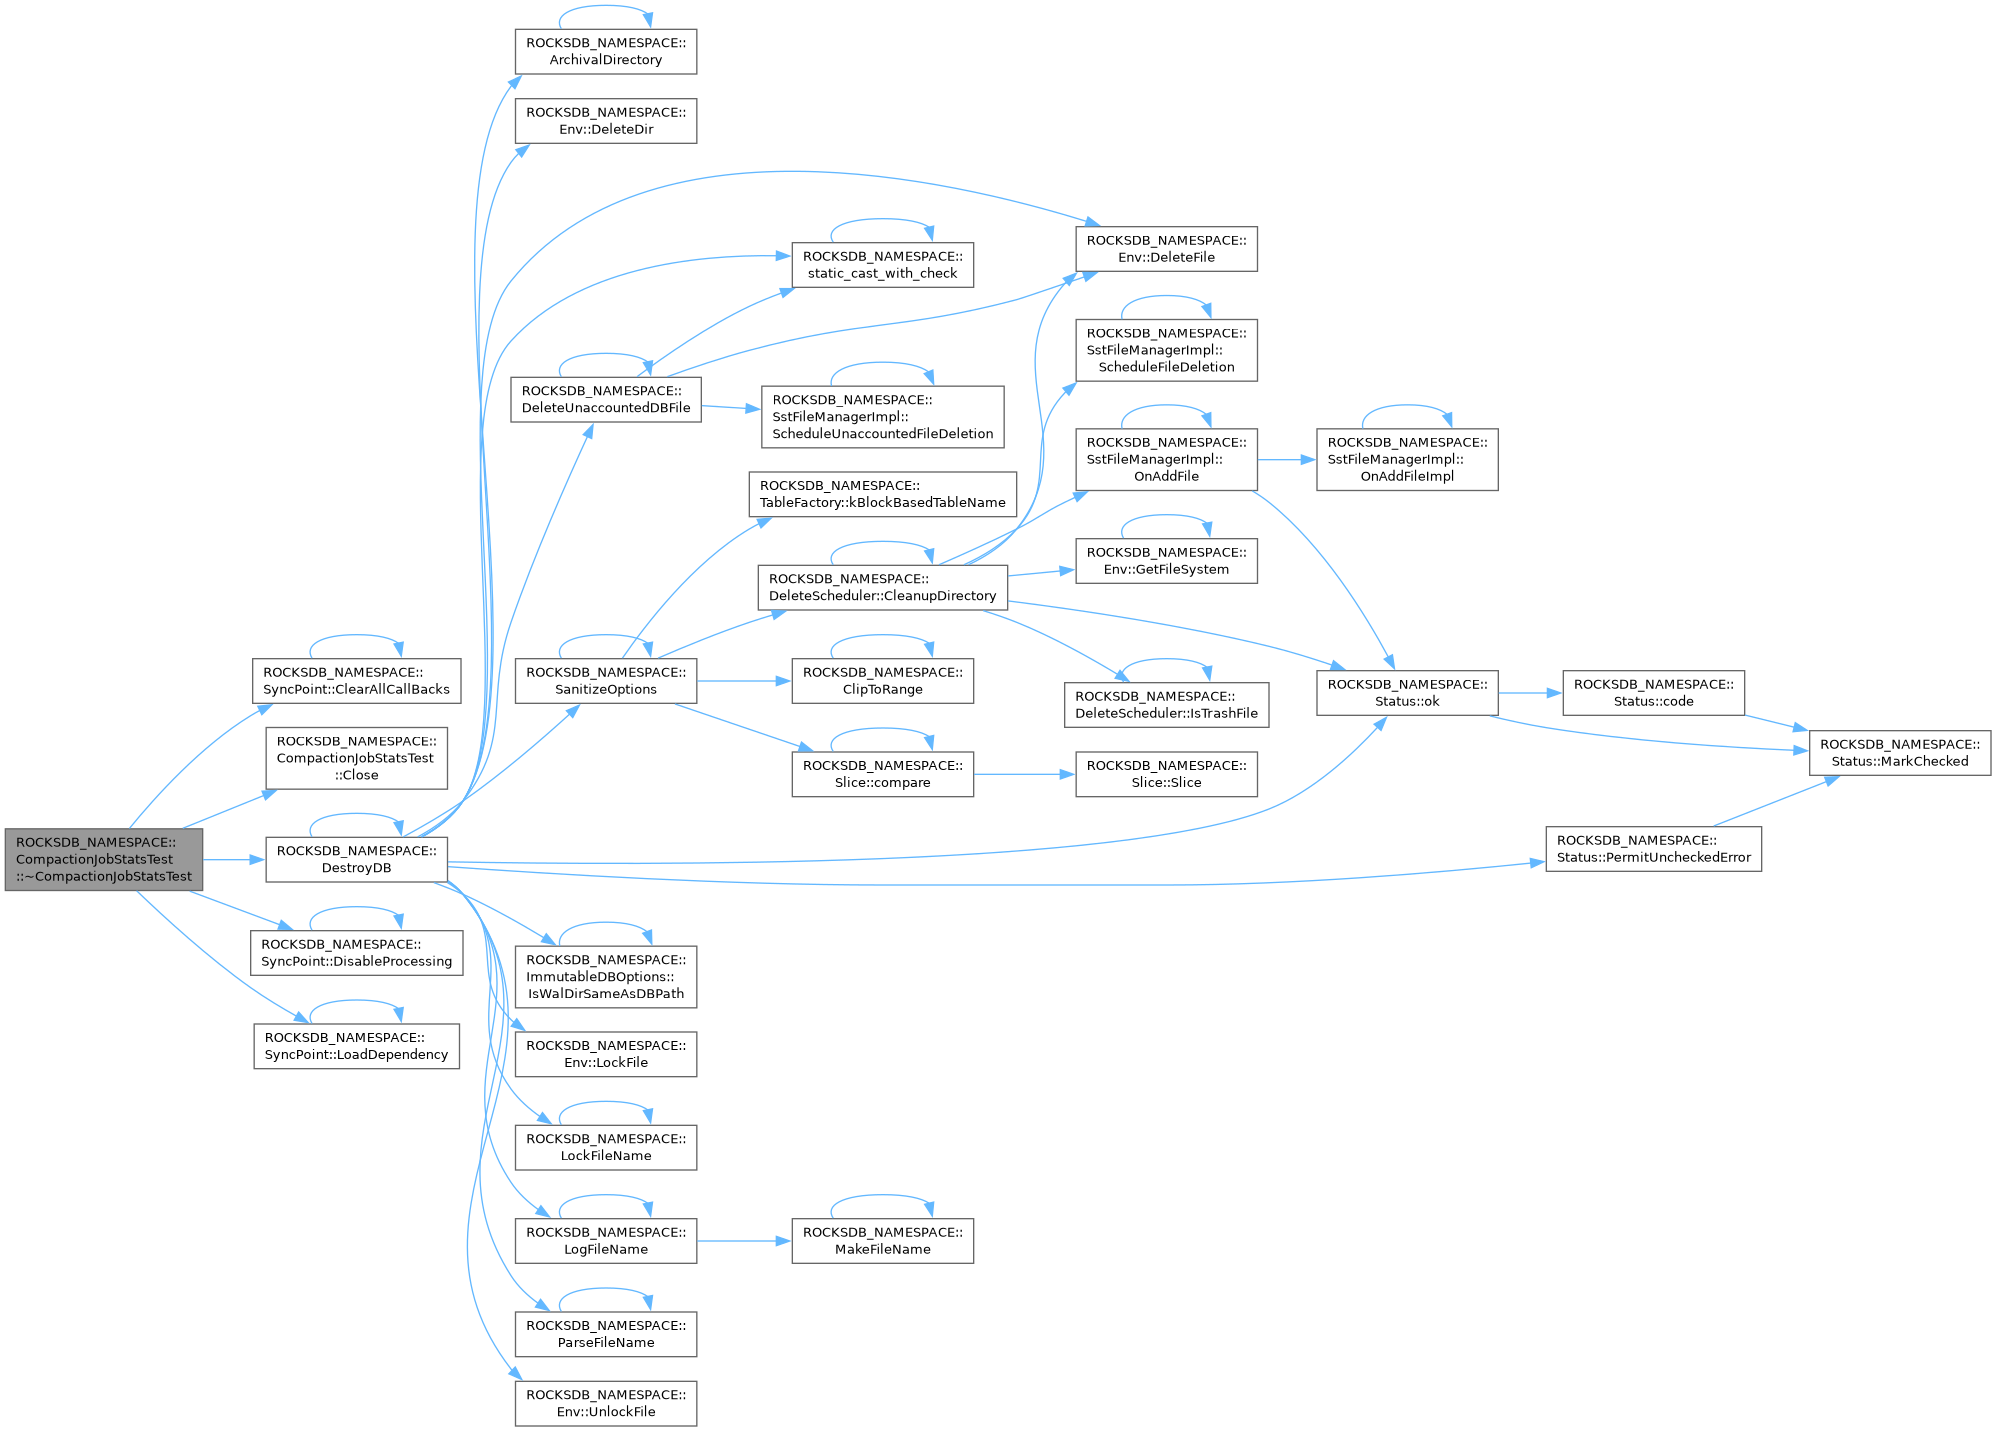 ROCKSDB_NAMESPACE::
ArchivalDirectory
ROCKSDB_NAMESPACE::
Env::DeleteDir
ROCKSDB_NAMESPACE::
static_cast_with_check
ROCKSDB_NAMESPACE::
Env::DeleteFile
ROCKSDB_NAMESPACE::
SstFileManagerImpl::
ScheduleFileDeletion
ROCKSDB_NAMESPACE::
DeleteUnaccountedDBFile
ROCKSDB_NAMESPACE::
SstFileManagerImpl::
ScheduleUnaccountedFileDeletion
ROCKSDB_NAMESPACE::
SstFileManagerImpl::
OnAddFile
ROCKSDB_NAMESPACE::
SstFileManagerImpl::
OnAddFileImpl
ROCKSDB_NAMESPACE::
TableFactory::kBlockBasedTableName
ROCKSDB_NAMESPACE::
Env::GetFileSystem
ROCKSDB_NAMESPACE::
DeleteScheduler::CleanupDirectory
ROCKSDB_NAMESPACE::
SyncPoint::ClearAllCallBacks
ROCKSDB_NAMESPACE::
SanitizeOptions
ROCKSDB_NAMESPACE::
ClipToRange
ROCKSDB_NAMESPACE::
DeleteScheduler::IsTrashFile
ROCKSDB_NAMESPACE::
Status::ok
ROCKSDB_NAMESPACE::
Status::code
ROCKSDB_NAMESPACE::
CompactionJobStatsTest
::Close
ROCKSDB_NAMESPACE::
Slice::compare
ROCKSDB_NAMESPACE::
Slice::Slice
ROCKSDB_NAMESPACE::
Status::MarkChecked
ROCKSDB_NAMESPACE::
CompactionJobStatsTest
::~CompactionJobStatsTest
ROCKSDB_NAMESPACE::
DestroyDB
ROCKSDB_NAMESPACE::
Status::PermitUncheckedError
ROCKSDB_NAMESPACE::
SyncPoint::DisableProcessing
ROCKSDB_NAMESPACE::
ImmutableDBOptions::
IsWalDirSameAsDBPath
ROCKSDB_NAMESPACE::
SyncPoint::LoadDependency
ROCKSDB_NAMESPACE::
Env::LockFile
ROCKSDB_NAMESPACE::
LockFileName
ROCKSDB_NAMESPACE::
LogFileName
ROCKSDB_NAMESPACE::
MakeFileName
ROCKSDB_NAMESPACE::
ParseFileName
ROCKSDB_NAMESPACE::
Env::UnlockFile